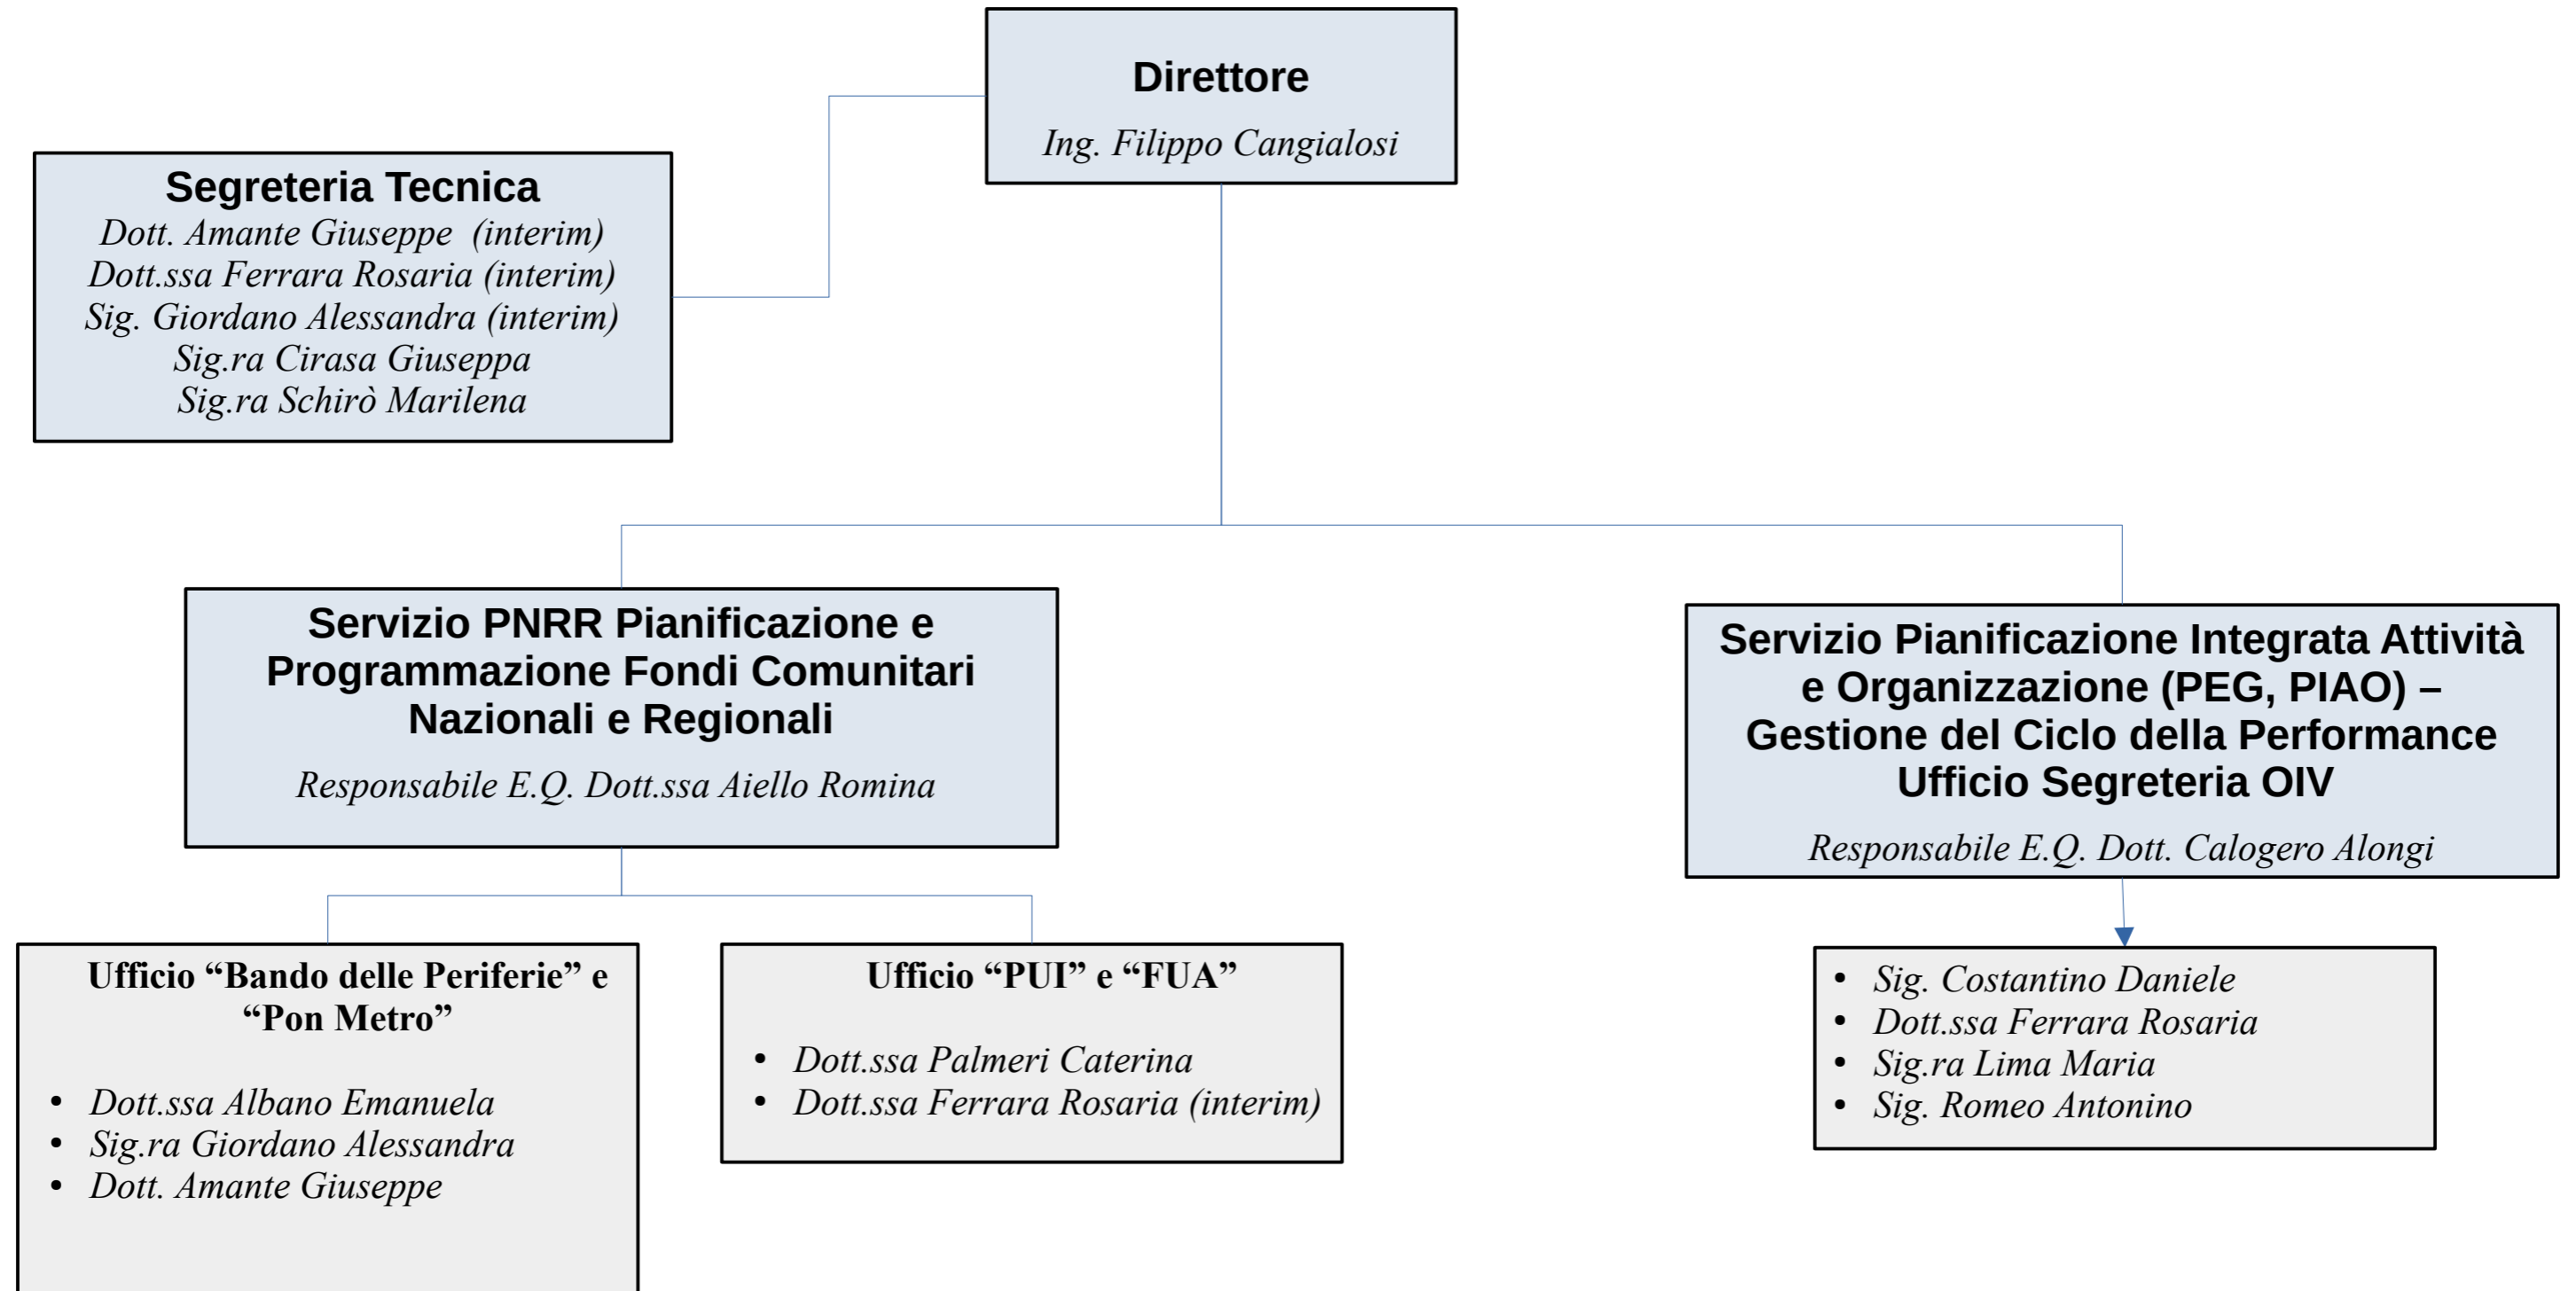 Direttore
Ing. Filippo Cangialosi
Segreteria Tecnica
Dott. Amante Giuseppe  (interim)
Dott.ssa Ferrara Rosaria (interim)
Sig. Giordano Alessandra (interim)
Sig.ra Cirasa Giuseppa
Sig.ra Schirò Marilena
Servizio PNRR Pianificazione e
Programmazione Fondi Comunitari
Nazionali e Regionali
Responsabile E.Q. Dott.ssa Aiello Romina
Servizio Pianificazione Integrata Attività
e Organizzazione (PEG, PIAO) –
Gestione del Ciclo della Performance
Ufficio Segreteria OIV
Responsabile E.Q. Dott. Calogero Alongi
Ufficio “Bando delle Periferie” e
“Pon Metro”
• Dott.ssa Albano Emanuela
• Sig.ra Giordano Alessandra
• Dott. Amante Giuseppe
Ufficio “PUI” e “FUA”
• Dott.ssa Palmeri Caterina
• Dott.ssa Ferrara Rosaria (interim)
• Sig. Costantino Daniele
• Dott.ssa Ferrara Rosaria
• Sig.ra Lima Maria
• Sig. Romeo Antonino